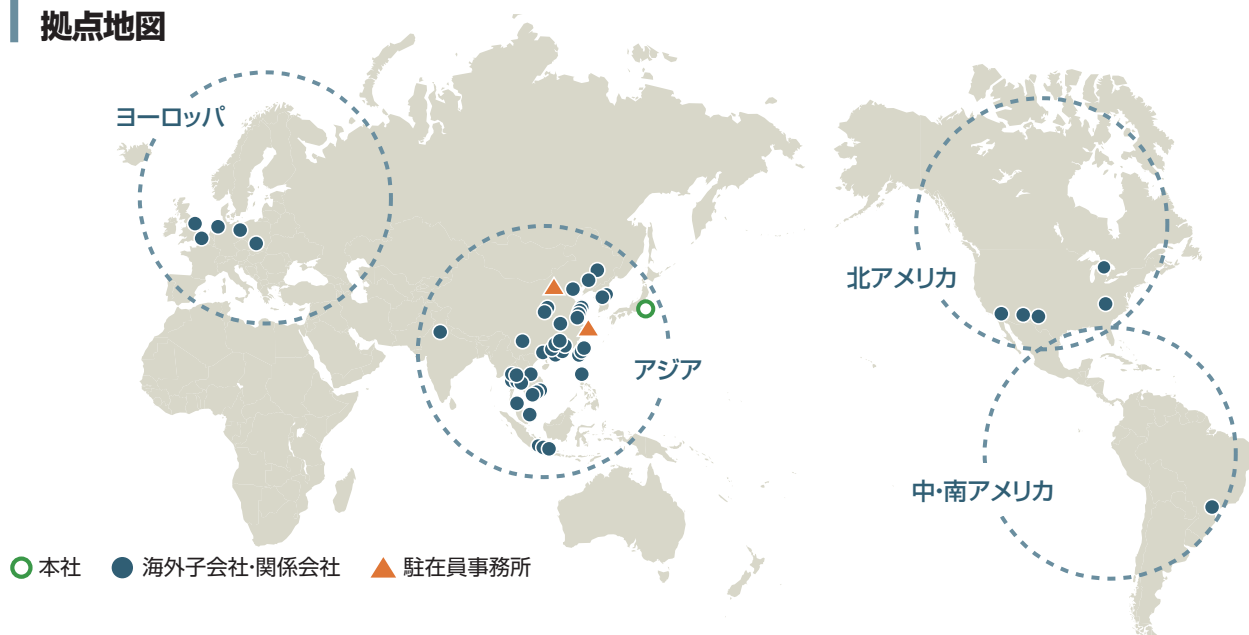 拠点地図
ヨーロッパ
北アメリカ
アジア
中・南アメリカ
本社 海外子会社・関係会社 駐在員事務所